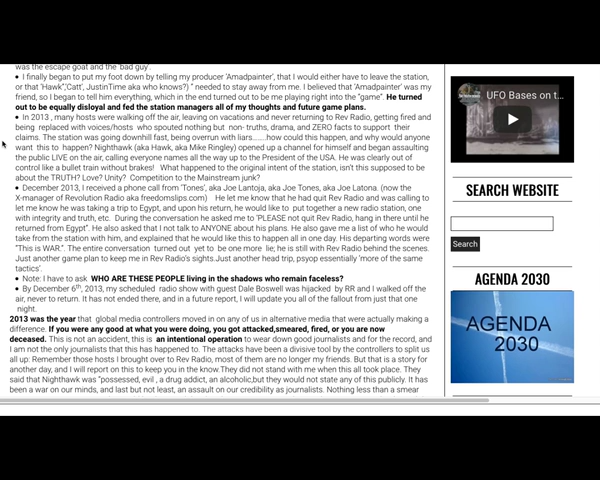 was the escape goat and the 'bad guy'.
• I finally began to put my foot down by telling my producer 'Amadpainter', that I would either have to leave the station,
or that 'Hawk",'Catt', JustinTime aka who knows?) " needed to stay away from me. I believed that 'Amadpainter' was my
friend, so I began to tell him everything, which in the end turned out to be me playing right into the "game". He turned
out to be equally disloyal and fed the station managers all of my thoughts and future game plans.
• In 2013 , many hosts were walking off the air, leaving on vacations and never returning to Rev Radio, getting fired and
being replaced with voices/hosts who spouted nothing but non- truths, drama, and ZERO facts to support their
claims. The station was going downhill fast, being overrun with liars.......how could this happen, and why would anyone
want this to happen? Nighthawk (aka Hawk, aka Mike Ringley) opened up a channel for himself and began assaulting
the public LIVE on the air, calling everyone names all the way up to the President of the USA. He was clearly out of
control like a bullet train without brakes! What happened to the original intent of the station, isn't this supposed to be
about the TRUTH? Love? Unity? Competition to the Mainstream junk?
• December 2013, I received a phone call from 'Tones', aka Joe Lantoja, aka Joe Tones, aka Joe Latona. (now the
X-manager of Revolution Radio aka freedomslips.com) He let me know that he had quit Rev Radio and was calling to
let me know he was taking a trip to Egypt, and upon his return, he would like to put together a new radio station, one
with integrity and truth, etc. During the conversation he asked me to 'PLEASE not quit Rev Radio, hang in there until he
returned from Egypt". He also asked that I not talk to ANYONE about his plans. He also gave me a list of who he would
take from the station with him, and explained that he would like this to happen all in one day. His departing words were
"This is WAR.". The entire conversation turned out yet to be one more lie; he is still with Rev Radio behind the scenes.
Just another game plan to keep me in Rev Radio's sights.Just another head trip, psyop essentially 'more of the same
tactics'.
• Note: I have to ask WHO ARE THESE PEOPLE living in the shadows who remain faceless?
• By December 6th, 2013, my scheduled radio show with guest Dale Boswell was hijacked by RR and I walked off the
air, never to return. It has not ended there, and in a future report, I will update you all of the fallout from just that one
night.
2013 was the year that global media controllers moved in on any of us in alternative media that were actually making a
difference. If you were any good at what you were doing, you got attacked,smeared, fired, or you are now
deceased. This is not an accident, this is an intentional operation to wear down good journalists and for the record, and
I am not the only journalists that this has happened to. The attacks have been a divisive tool by the controllers to split us
all up: Remember those hosts I brought over to Rev Radio, most of them are no longer my friends. But that is a story for
another day, and I will report on this to keep you in the know.They did not stand with me when this all took place. They
said that Nighthawk was "possessed, evil , a drug addict, an alcoholic,but they would not state any of this publicly. It has
been a war on our minds, and last but not least, an assault on our credibility as journalists. Nothing less than a smear
UFO Bases on t...
SEARCH WEBSITE
Search
AGENDA 2030
AGENDA
2030